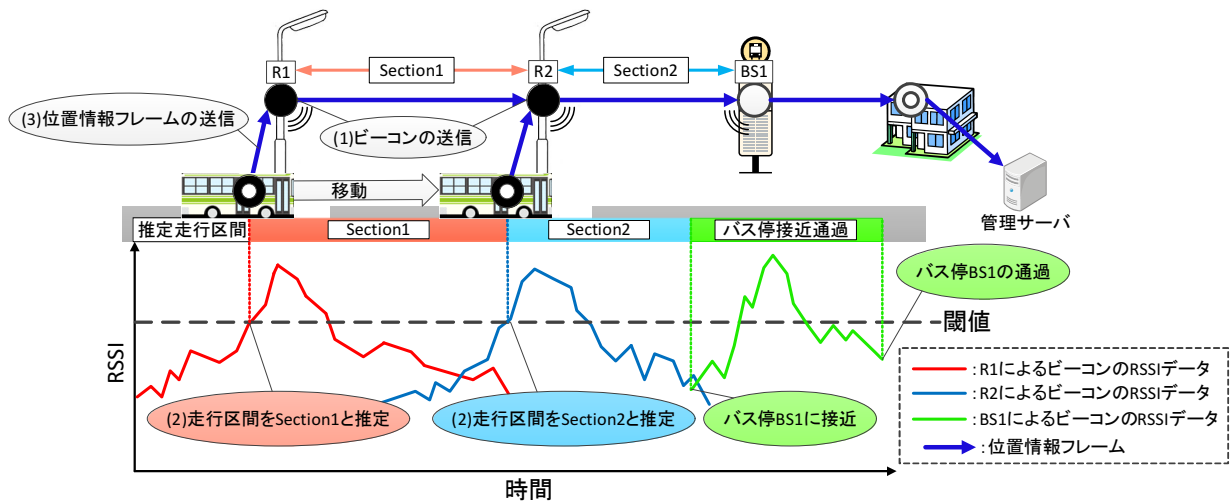 R1
Section1
R2
Section2
BS1
(3)位置情報フレームの送信
(1)ビーコンの送信
移動
管理サーバ
推定走行区間
Section1
Section2
バス停接近通過
バス停BS1の通過
閾値
RSSI
(2)走行区間をSection1と推定
(2)走行区間をSection2と推定
バス停BS1に接近
:R1によるビーコンのRSSIデータ
:R2によるビーコンのRSSIデータ
:BS1によるビーコンのRSSIデータ
:位置情報フレーム
時間